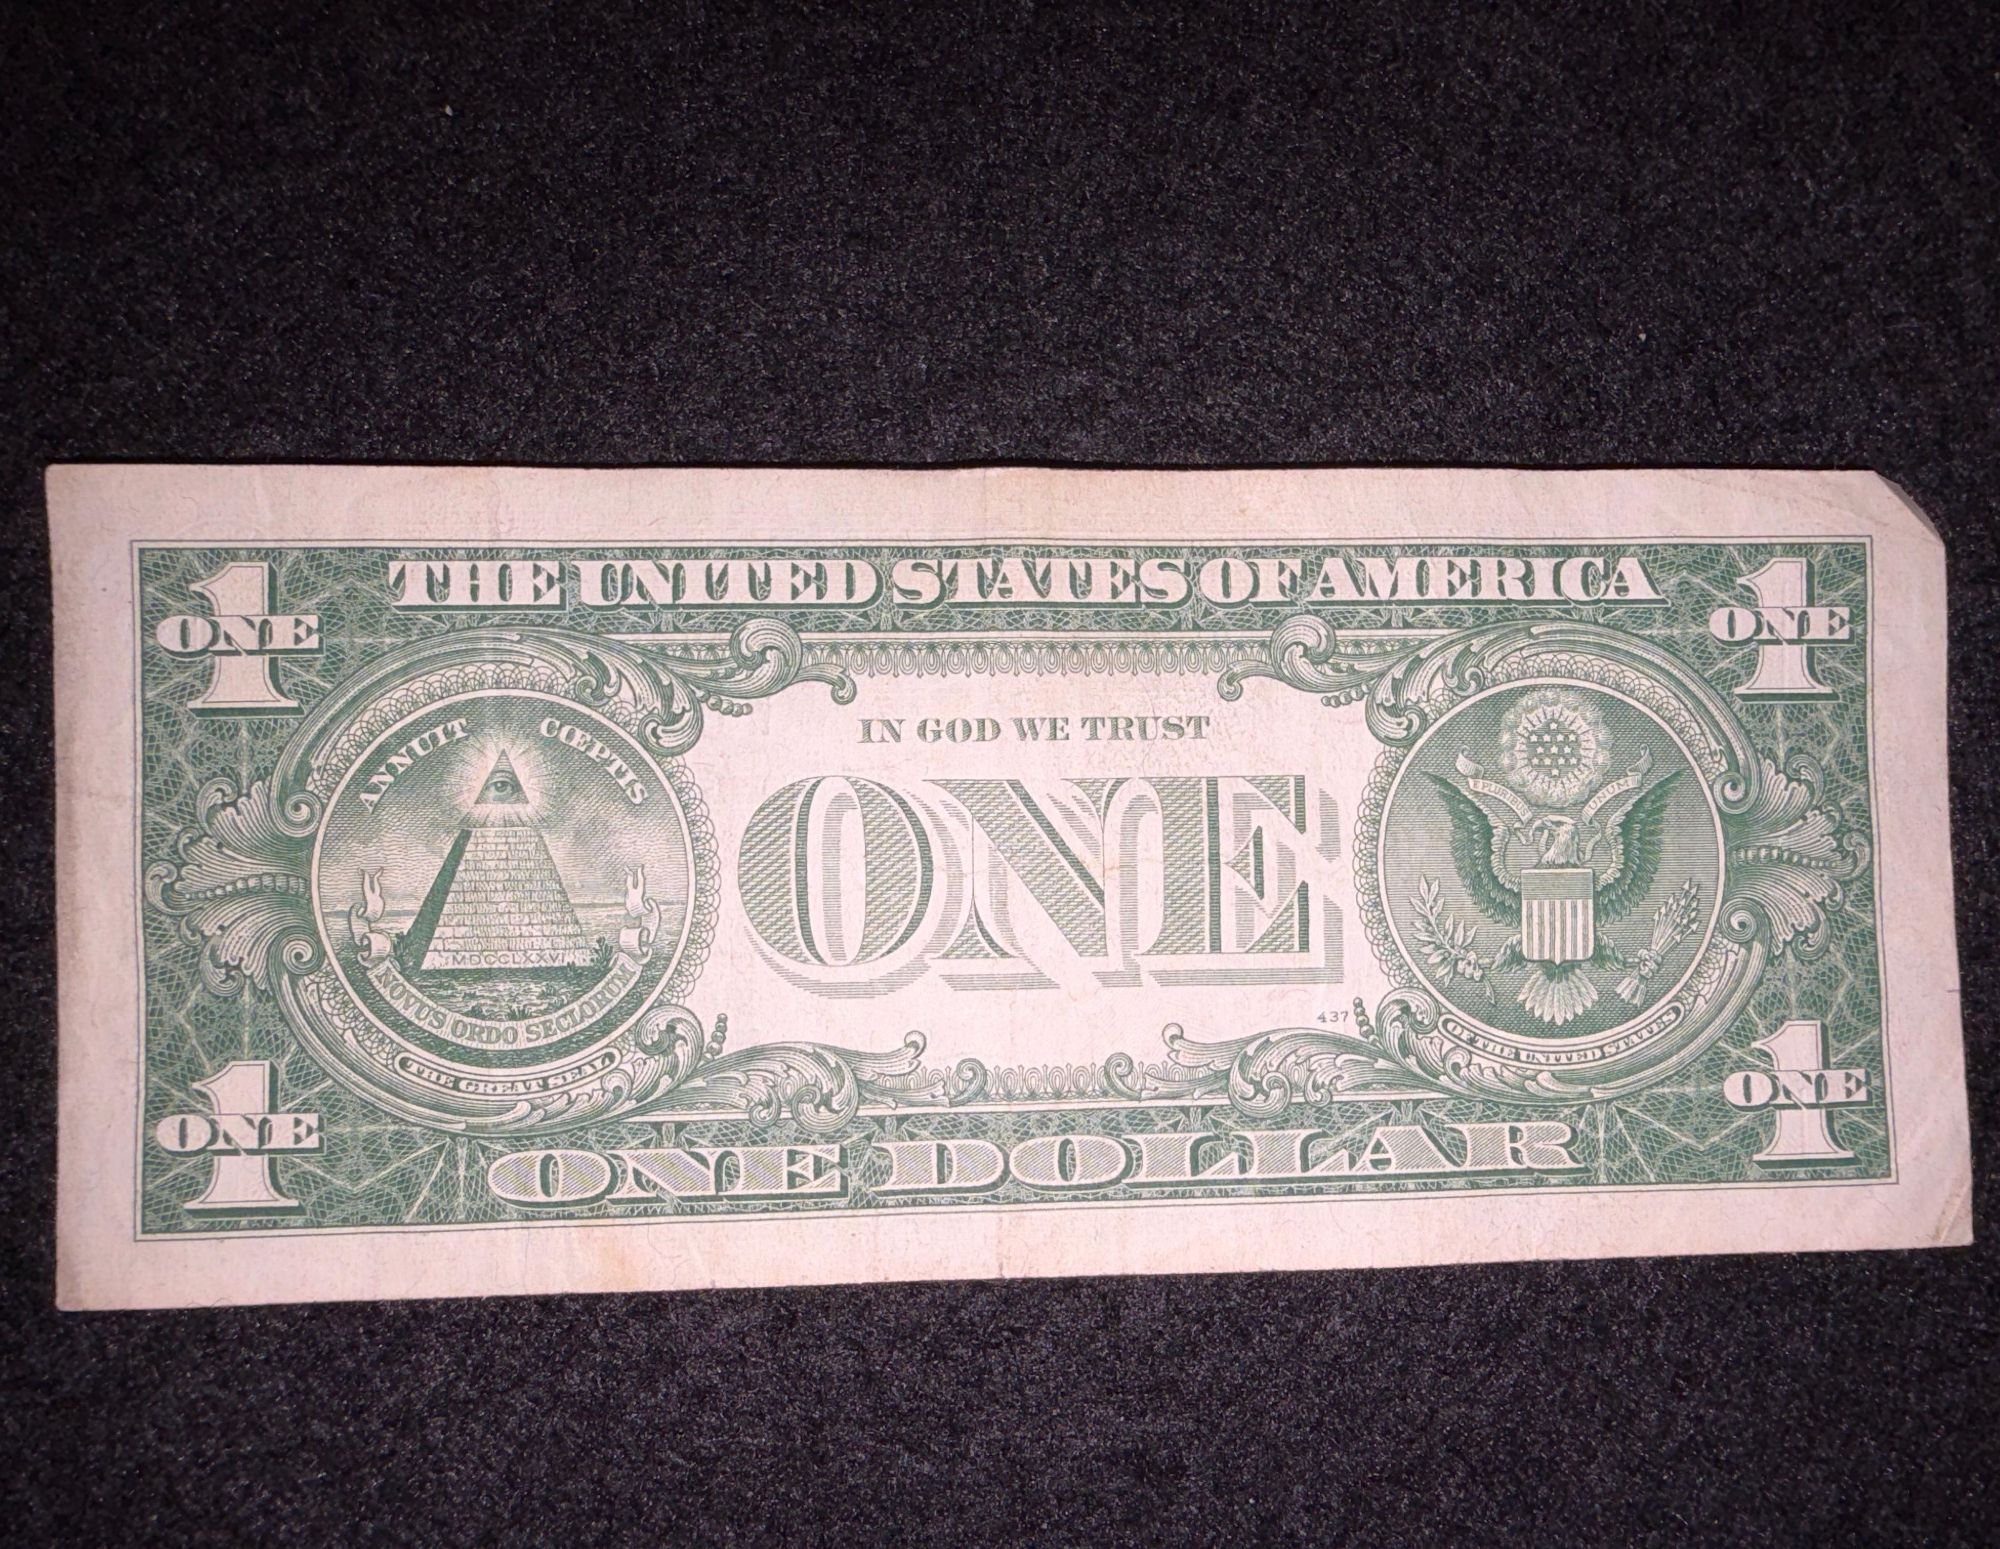 THE UNITED STATES OF AMERICA
1
ONE
1
ONE
ANNUIT CŒPTIS
MDCCLXXVI
NOVUS ORDO SECLORUM
THE GREAT SEAL
IN GOD WE TRUST
ONE
437
E PLURIBUS UNUM
OF THE UNITED STATES
1
ONE
1
ONE
ONE DOLLAR